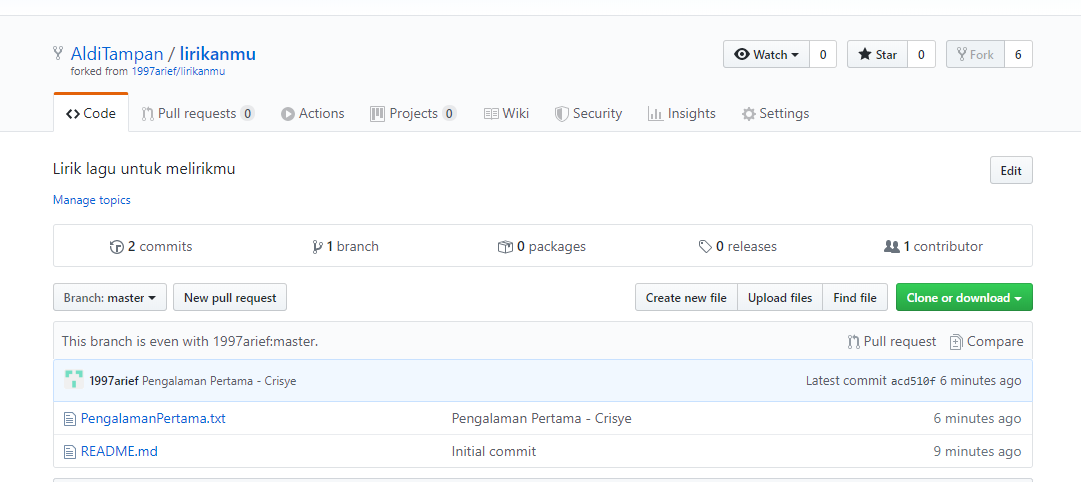 AldiTampan / lirikanmu
forked from 1997arief/lirikanmu
Watch 0 Star 0 Fork 6
Code Pull requests 0 Actions Projects 0 Wiki Security Insights Settings
Lirik lagu untuk melirikmu
Edit
Manage topics
2 commits 1 branch 0 packages 0 releases 1 contributor
Branch: master New pull request Create new file Upload files Find file Clone or download
This branch is even with 1997arief:master. Pull request Compare
1997arief Pengalaman Pertama - Crisye Latest commit acd510f 6 minutes ago
PengalamanPertama.txt Pengalaman Pertama - Crisye 6 minutes ago
README.md Initial commit 9 minutes ago